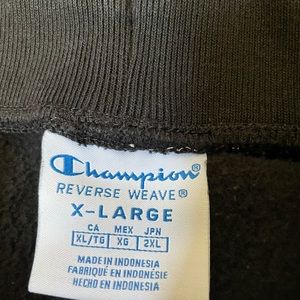 Champion
REVERSE WEAVE®
X-LARGE
CA MEX JPN
XL/TG XG 2XL
MADE IN INDONESIA
FABRIQUÉ EN INDONÉSIE
HECHO EN INDONESIA